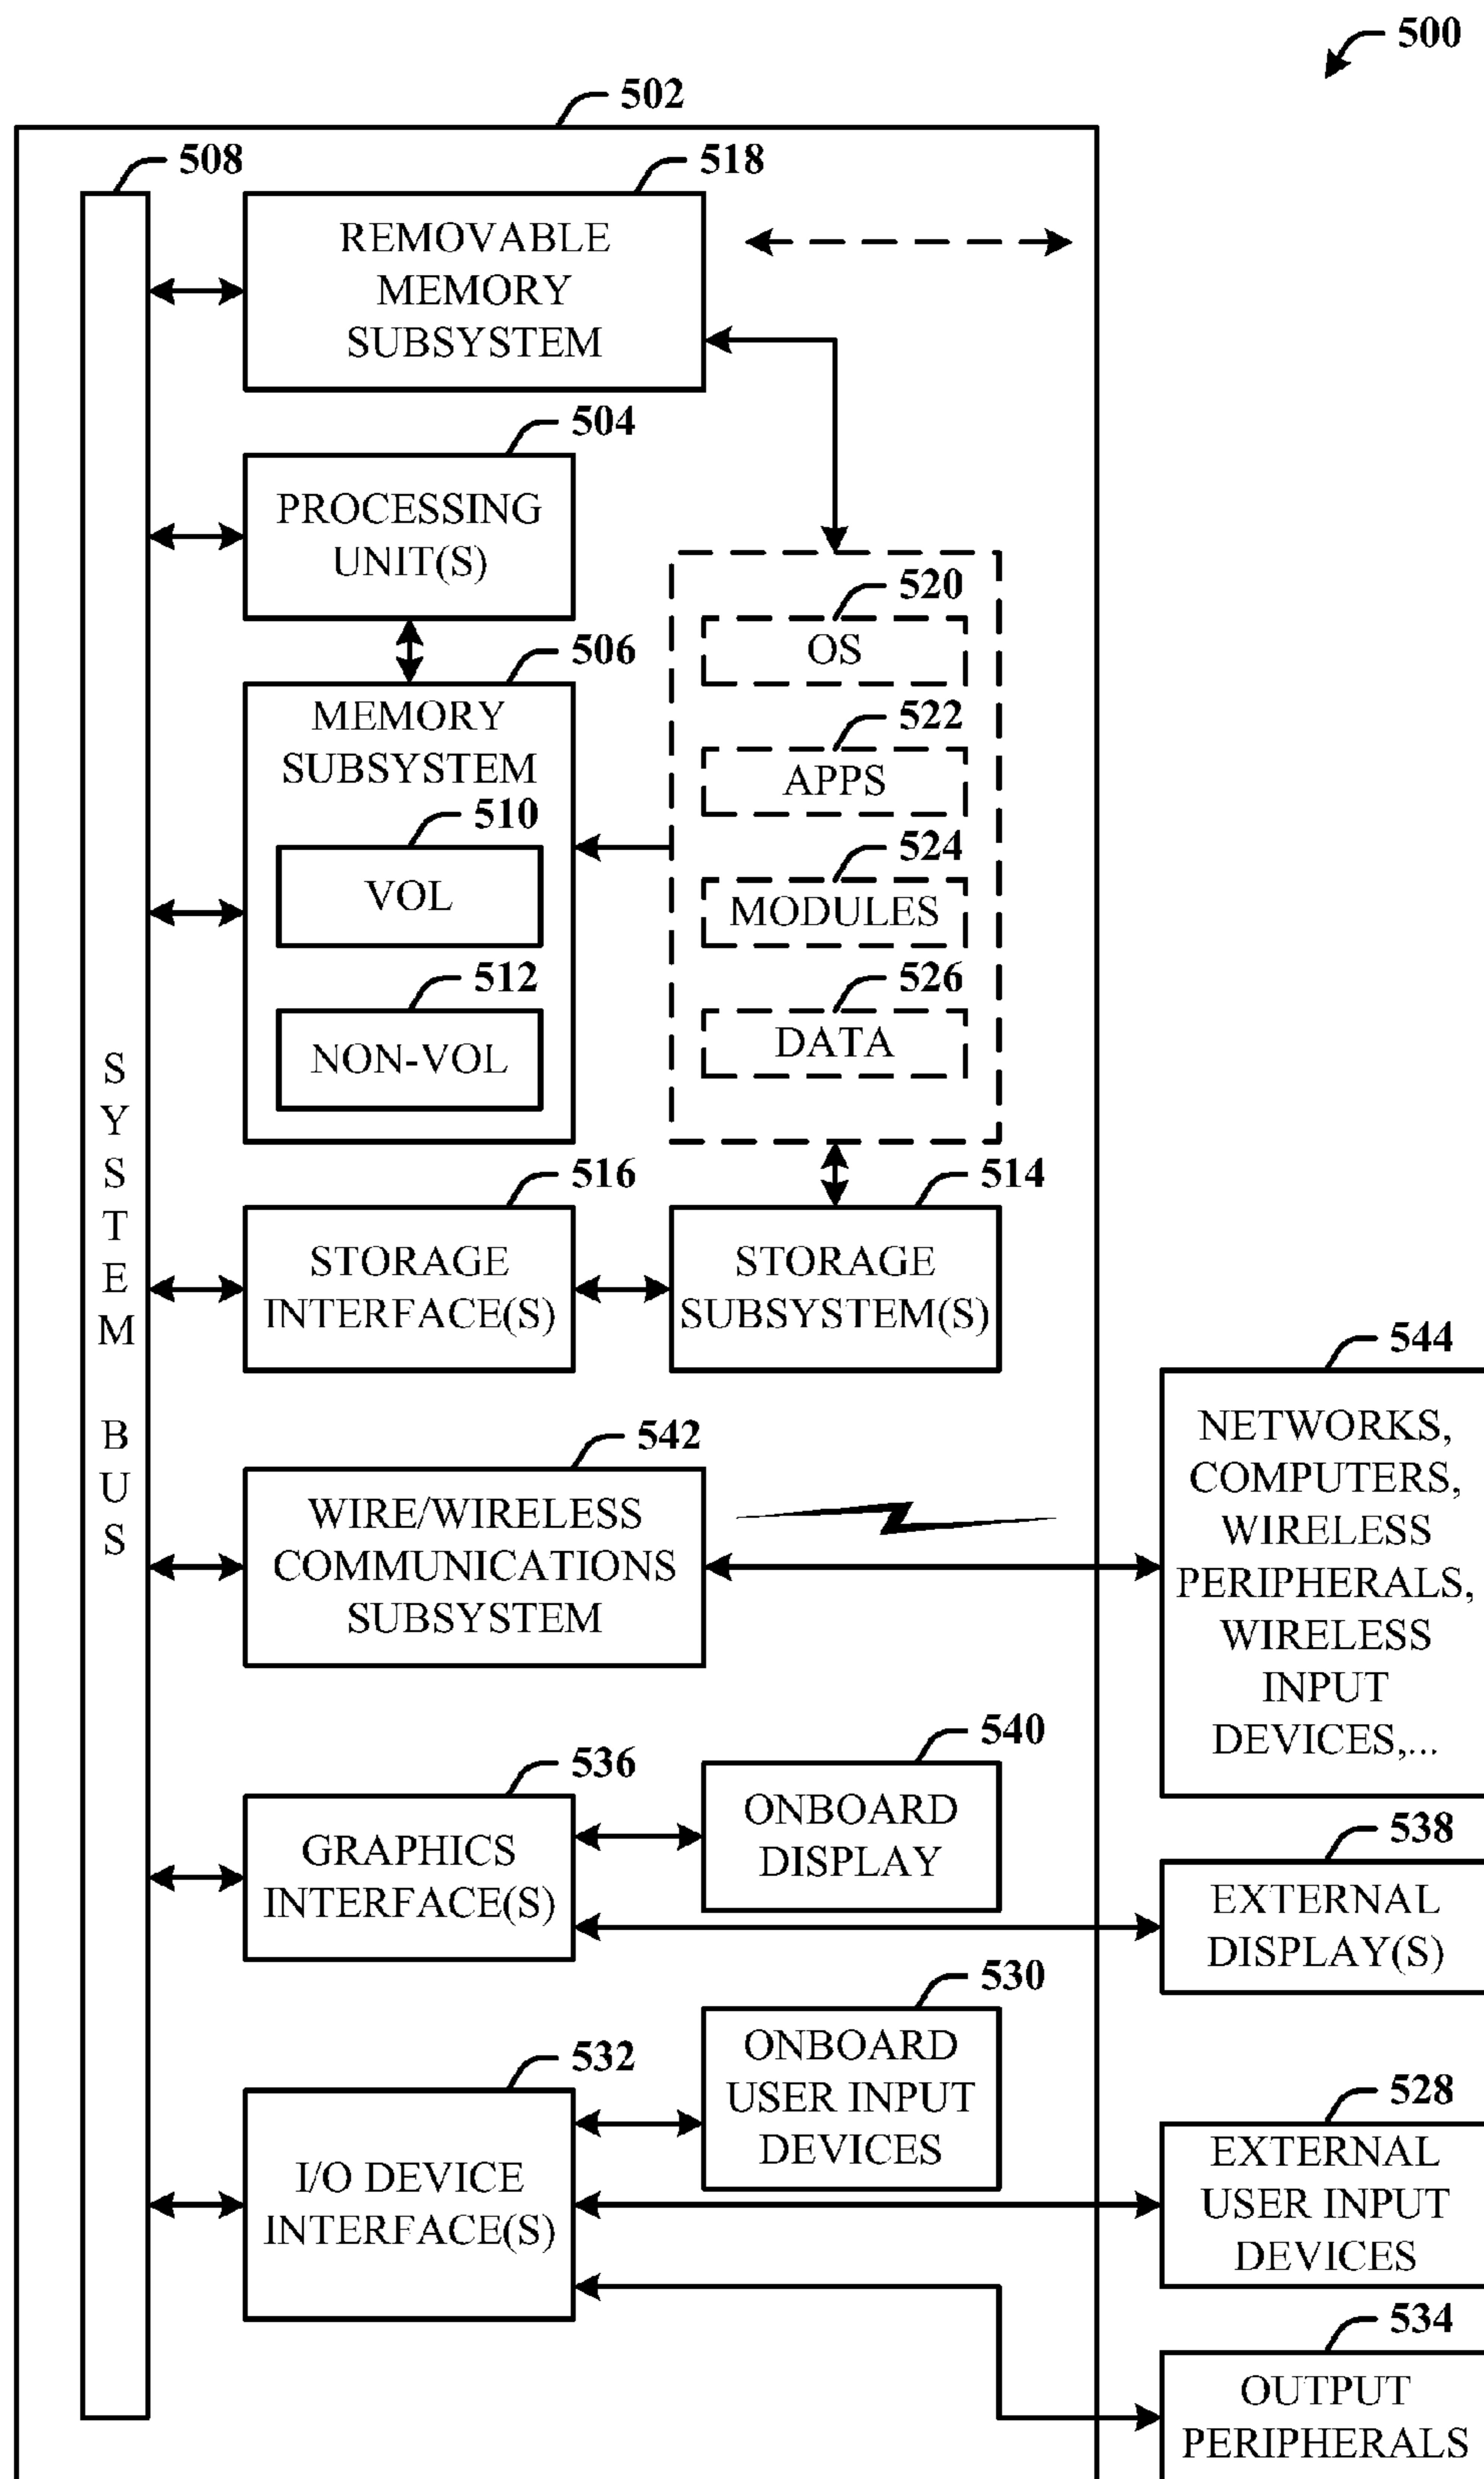 500
502
508
518
REMOVABLE
MEMORY
SUBSYSTEM
504
PROCESSING
UNIT(S)
506
MEMORY
SUBSYSTEM
510
VOL
512
NON-VOL
520
OS
522
APPS
524
MODULES
526
DATA
SYSTEM BUS
516
STORAGE
INTERFACE(S)
514
STORAGE
SUBSYSTEM(S)
542
WIRE/WIRELESS
COMMUNICATIONS
SUBSYSTEM
544
NETWORKS,
COMPUTERS,
WIRELESS
PERIPHERALS,
WIRELESS
INPUT
DEVICES,...
536
GRAPHICS
INTERFACE(S)
540
ONBOARD
DISPLAY
538
EXTERNAL
DISPLAY(S)
532
I/O DEVICE
INTERFACE(S)
530
ONBOARD
USER INPUT
DEVICES
528
EXTERNAL
USER INPUT
DEVICES
534
OUTPUT
PERIPHERALS